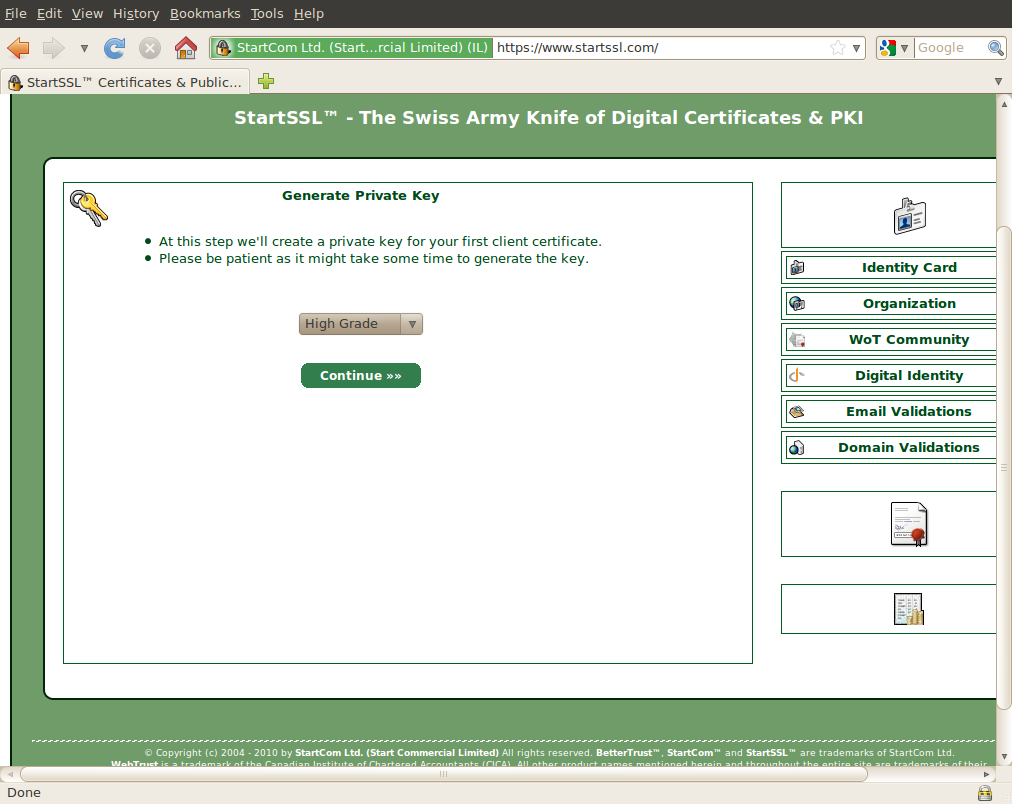 File Edit View History Bookmarks Tools Help
StartCom Ltd. (Start...rcial Limited) (IL) https://www.startssl.com/
Google
StartSSL™ Certificates & Public...
StartSSL™ - The Swiss Army Knife of Digital Certificates & PKI
Generate Private Key
At this step we'll create a private key for your first client certificate.
Please be patient as it might take some time to generate the key.
High Grade
Continue »»
Identity Card
Organization
WoT Community
Digital Identity
Email Validations
Domain Validations
© Copyright (c) 2004 - 2010 by StartCom Ltd. (Start Commercial Limited) All rights reserved. BetterTrust™, StartCom™ and StartSSL™ are trademarks of StartCom Ltd.
WebTrust is a trademark of the Canadian Institute of Chartered Accountants (CICA). All other product names mentioned herein and throughout the entire site are trademarks of their
Done